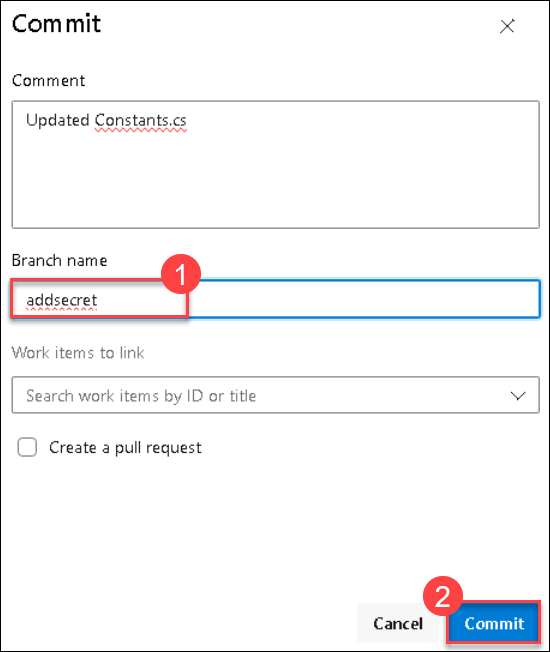 Commit
Comment
Updated Constants.cs
Branch name
1
addsecret
Work items to link
Search work items by ID or title
Create a pull request
2
Cancel Commit